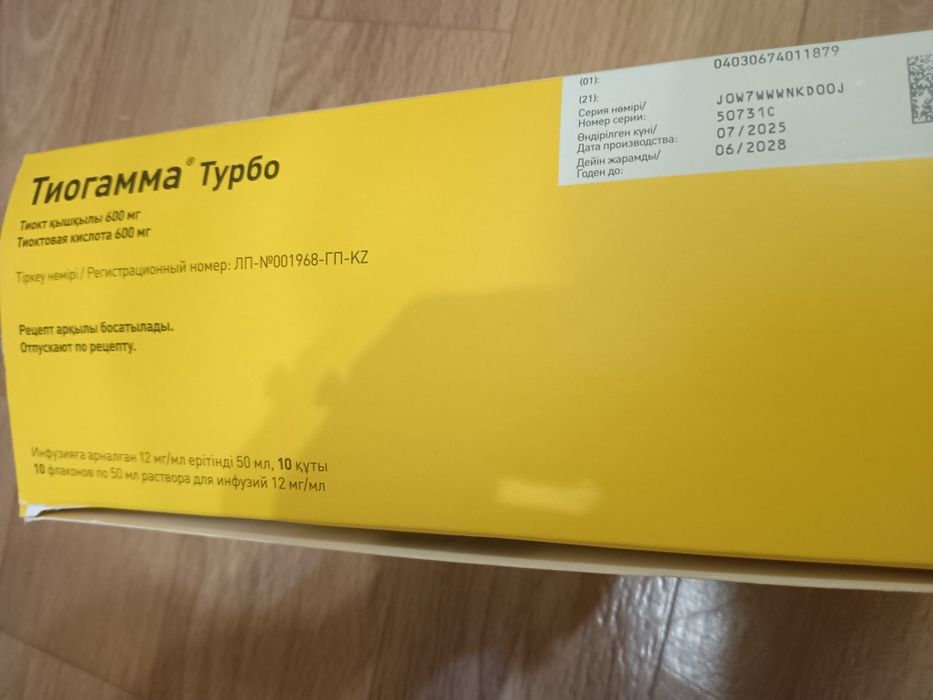 Тиогамма® Турбо
Тиокт қышқылы 600 мг
Тиоктовая кислота 600 мг
Тіркеу нөмірі / Регистрационный номер: ЛП-№001968-ГП-KZ
Рецепт арқылы босатылады.
Отпускают по рецепту.
Инфузияға арналған 12 мг/мл ерітінді 50 мл, 10 құты
10 флаконов по 50 мл раствора для инфузий 12 мг/мл
(01): 04030674011879
(21): J0W7WWWNKD00J
Серия нөмірі/
Номер серии: 50731C
Өндірілген күні/
Дата производства: 07/2025
Дейін жарамды/
Годен до: 06/2028